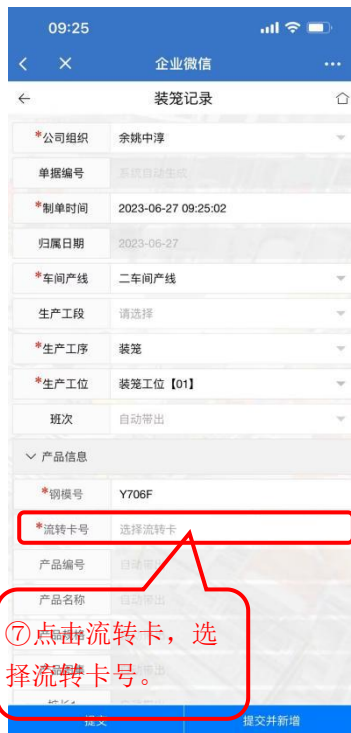 09:25
企业微信
装笼记录
*公司组织 余姚中淳
单据编号 系统自动生成
*制单时间 2023-06-27 09:25:02
归属日期 2023-06-27
*车间产线 二车间产线
生产工段 请选择
*生产工序 装笼
*生产工位 装笼工位【01】
班次 自动带出
产品信息
*钢模号 Y706F
*流转卡号 选择流转卡
产品编号 自动带出
产品名称 自动带出
⑦点击流转卡，选
择流转卡号。
提交 提交并新增